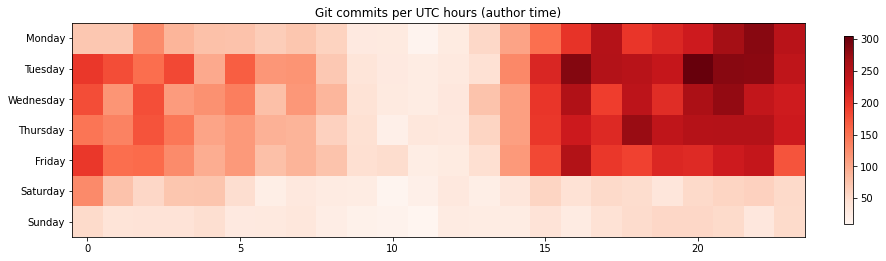 Git commits per UTC hours (author time)
Monday
Tuesday
Wednesday
Thursday
Friday
Saturday
Sunday
0 5 10 15 20
300
250
200
150
100
50